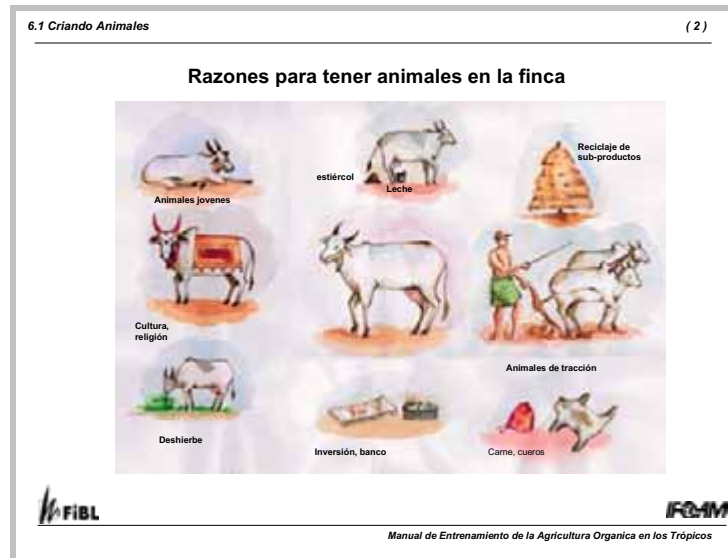 6.1 Criando Animales
( 2 )
Razones para tener animales en la finca
Animales jovenes
estiércol
Leche
Reciclaje de
sub-productos
Cultura,
religión
Animales de tracción
Deshierbe
Inversión, banco
Carne, cueros
FiBL
IFOAM
Manual de Entrenamiento de la Agricultura Organica en los Trópicos